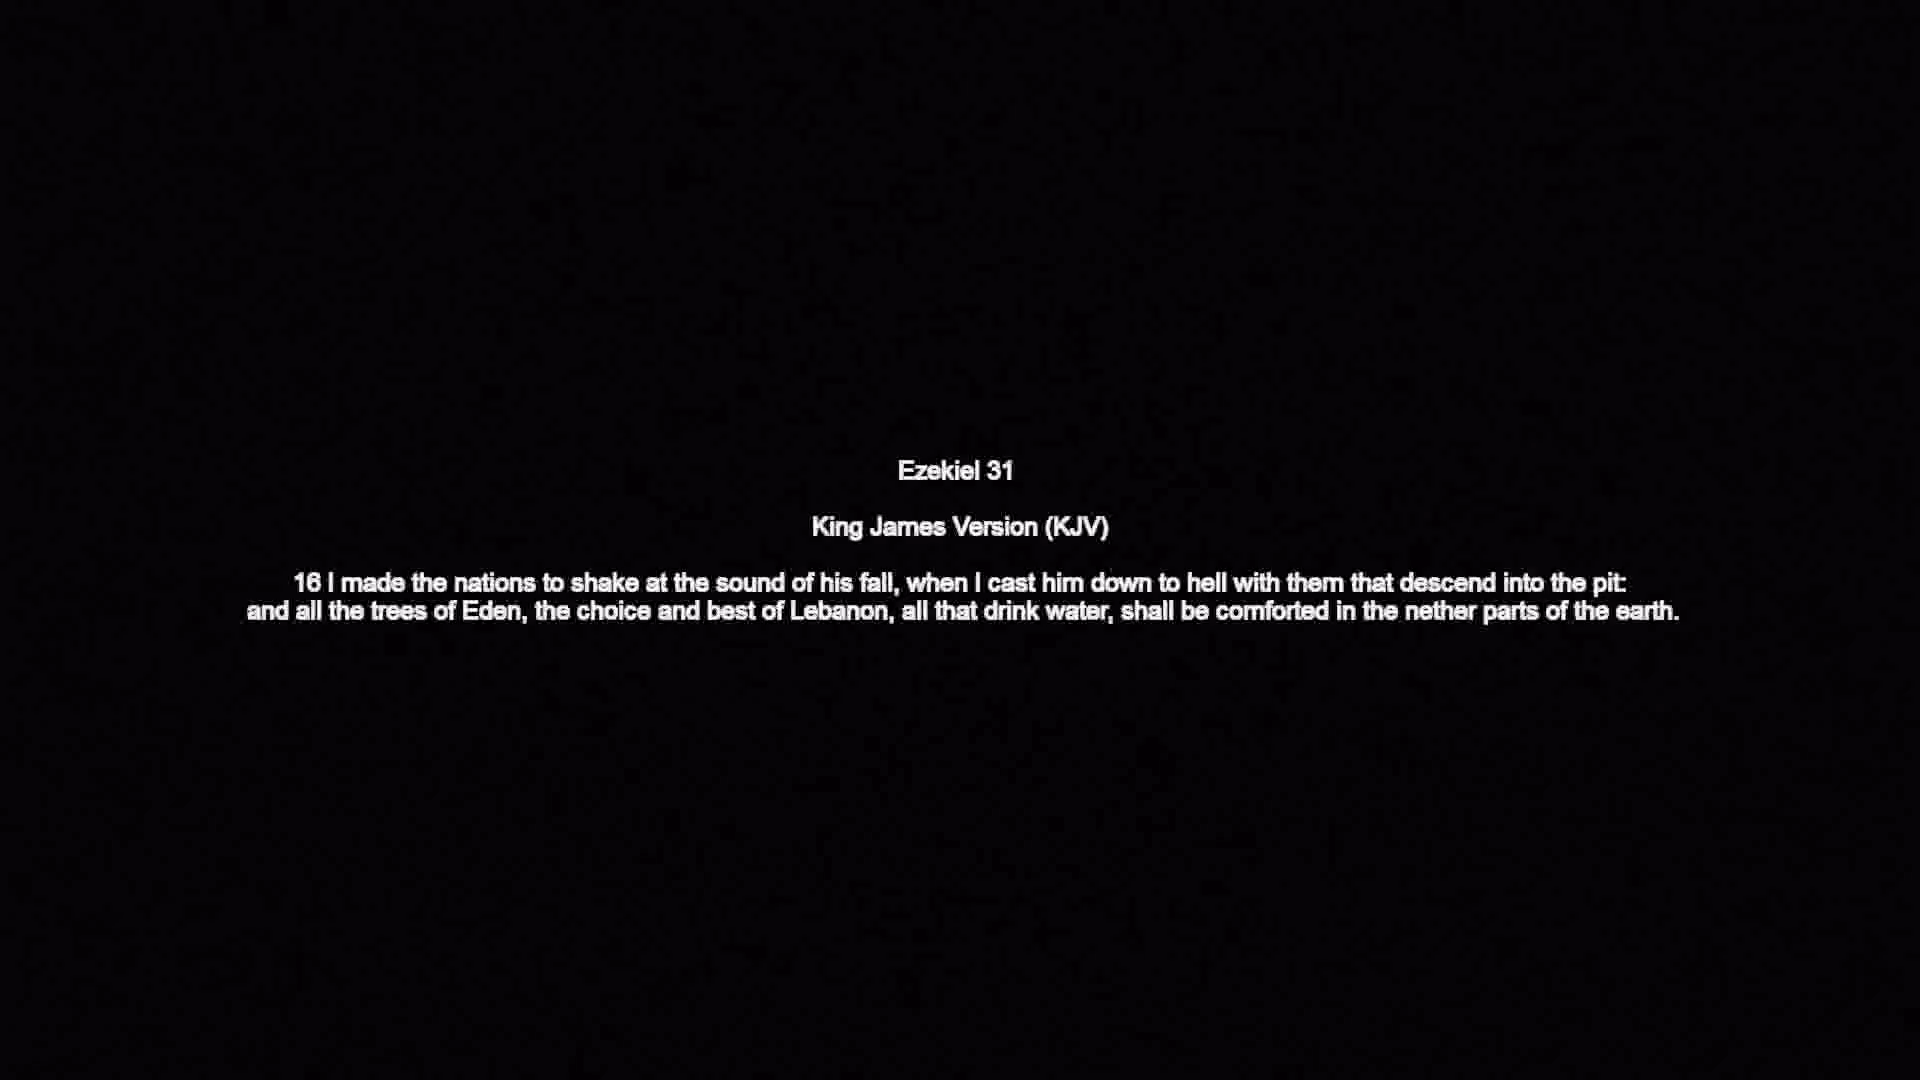 Ezekiel 31
King James Version (KJV)
16 I made the nations to shake at the sound of his fall, when I cast him down to hell with them that descend into the pit:
and all the trees of Eden, the choice and best of Lebanon, all that drink water, shall be comforted in the nether parts of the earth.